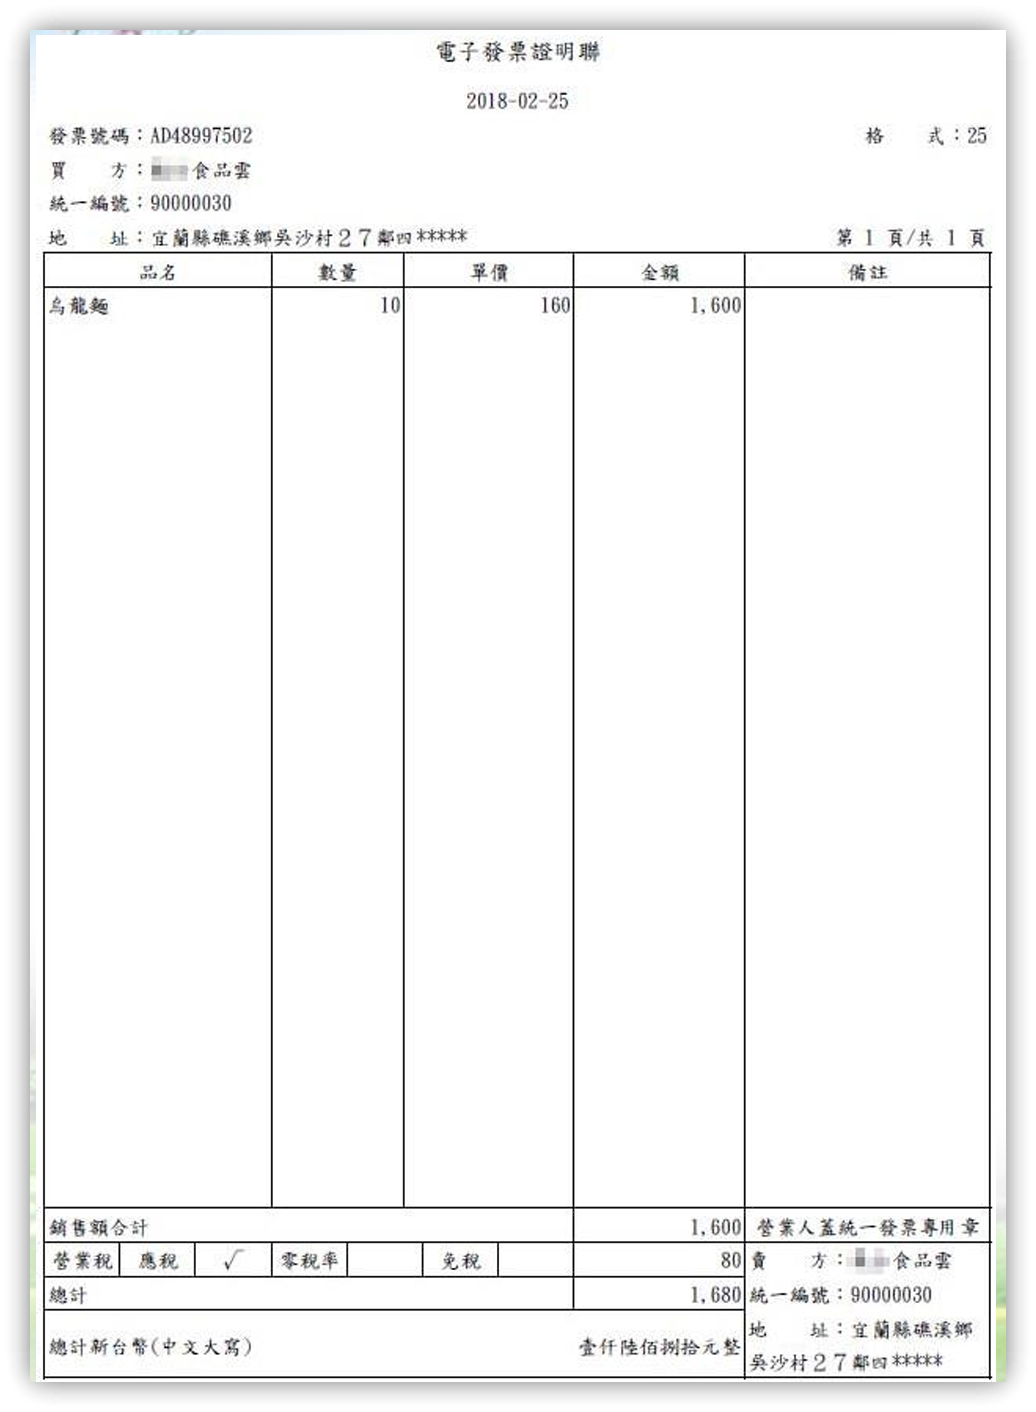 電子發票證明聯
2018-02-25
發票號碼：AD48997502 格　式：25
買　方：食品雲
統一編號：90000030
地　址：宜蘭縣礁溪鄉吳沙村２７鄰四***** 第 1 頁/共 1 頁
品名 數量 單價 金額 備註
烏龍麵 10 160 1,600
銷售額合計 1,600 營業人蓋統一發票專用章
營業稅 應稅 √ 零稅率 免稅 80 賣　方：食品雲
總計 1,680 統一編號：90000030
總計新台幣(中文大寫) 壹仟陸佰捌拾元整 地　址：宜蘭縣礁溪鄉
吳沙村２７鄰四*****